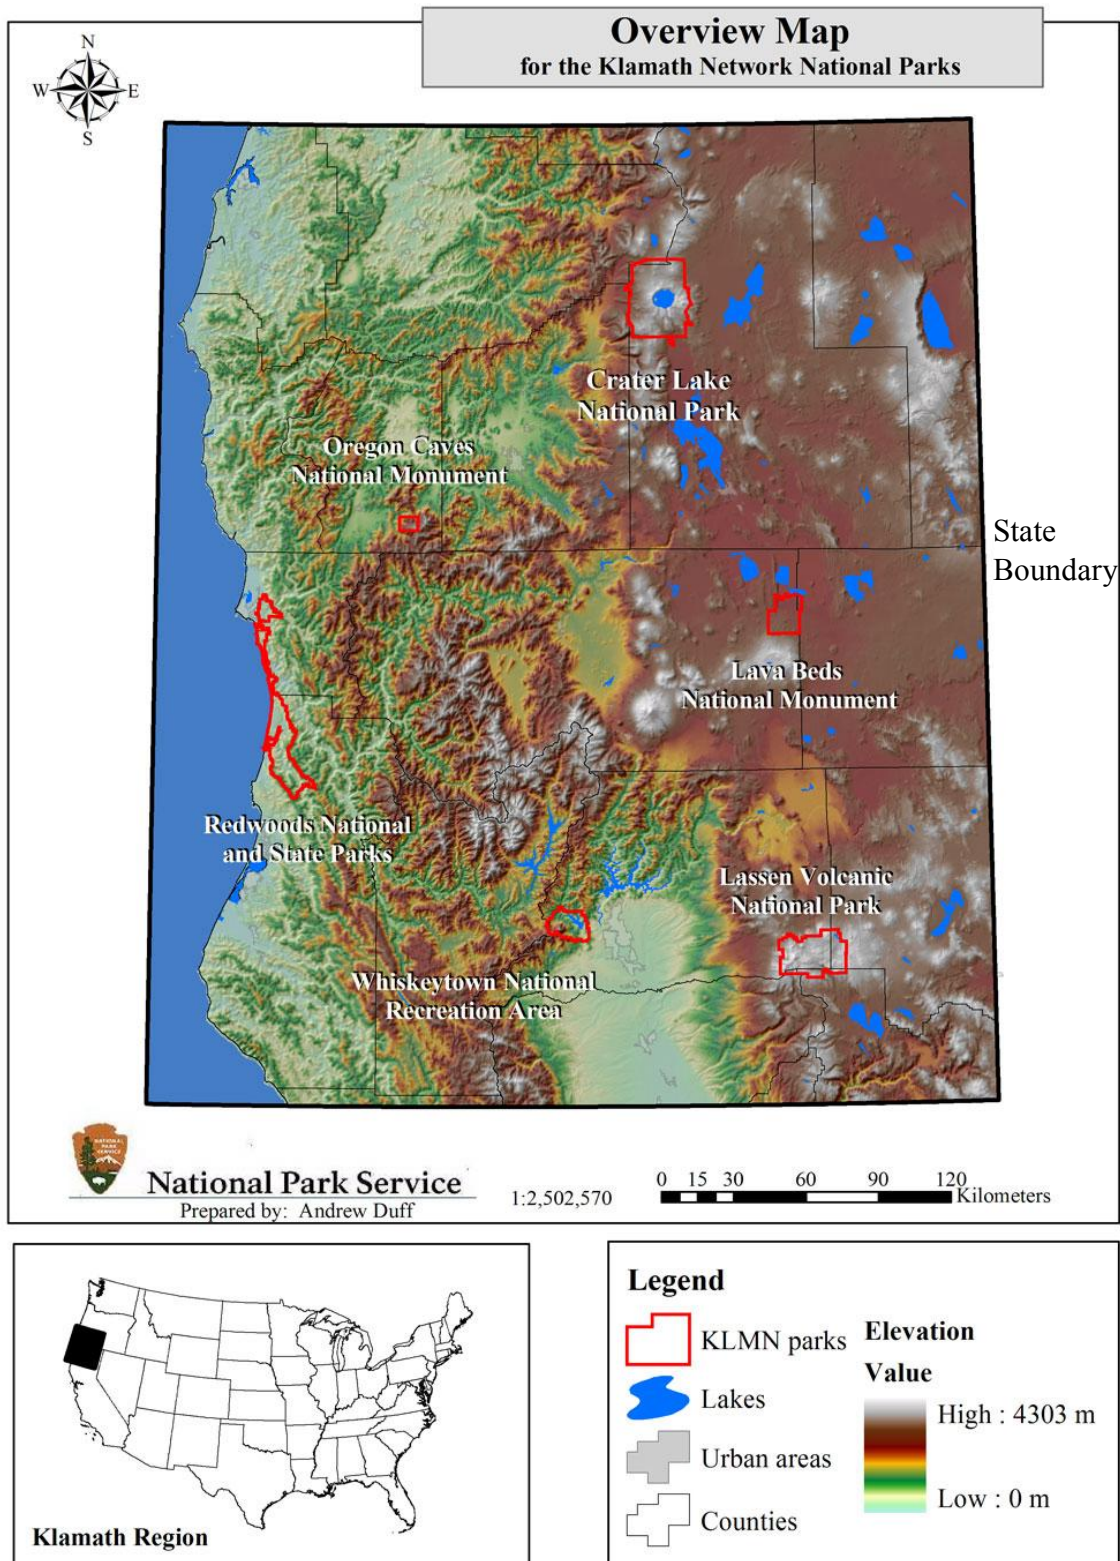 Overview Map
for the Klamath Network National Parks
N
W
E
S
Crater Lake
National Park
Oregon Caves
National Monument
State
Boundary
Lava Beds
National Monument
Redwoods National
and State Parks
Lassen Volcanic
National Park
Whiskeytown National
Recreation Area
NATIONAL
PARK
SERVICE
National Park Service
Prepared by: Andrew Duff
1:2,502,570
0 15 30 60 90 120
Kilometers
Klamath Region
Legend
KLMN parks
Lakes
Urban areas
Counties
Elevation
Value
High : 4303 m
Low : 0 m